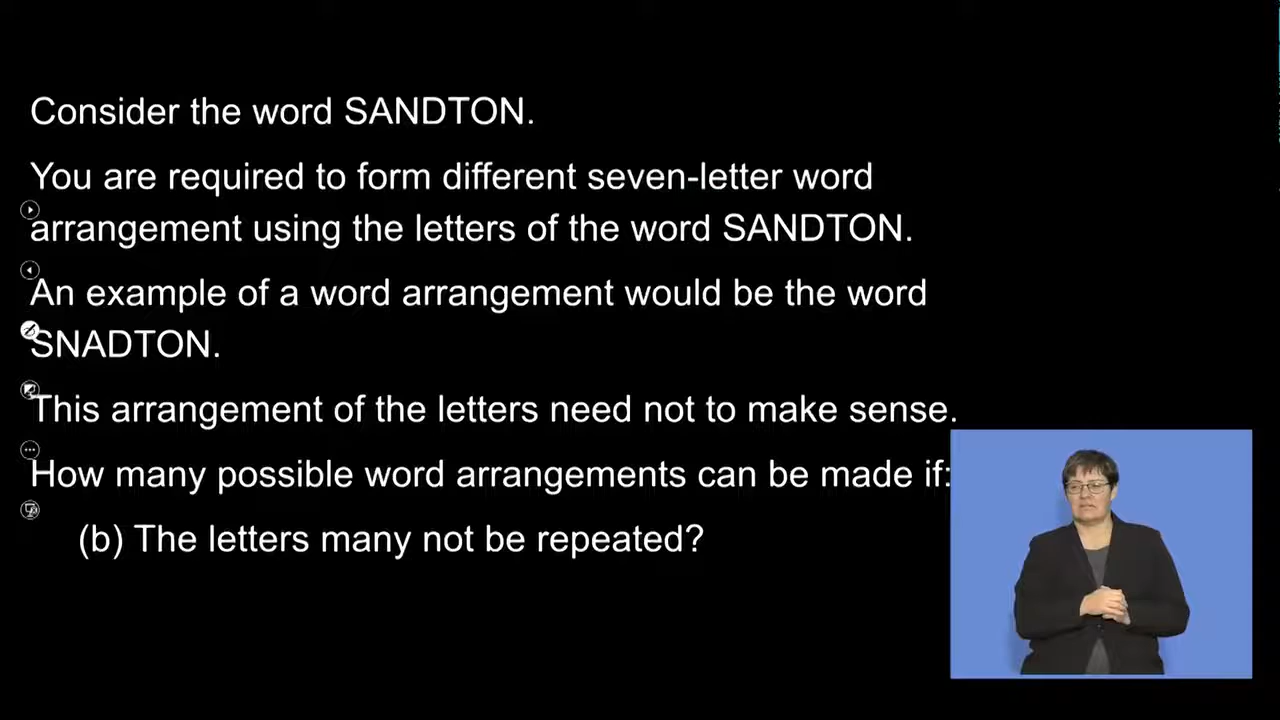 Consider the word SANDTON.
You are required to form different seven-letter word
arrangement using the letters of the word SANDTON.
An example of a word arrangement would be the word
SNADTON.
This arrangement of the letters need not to make sense.
How many possible word arrangements can be made if:
(b) The letters many not be repeated?